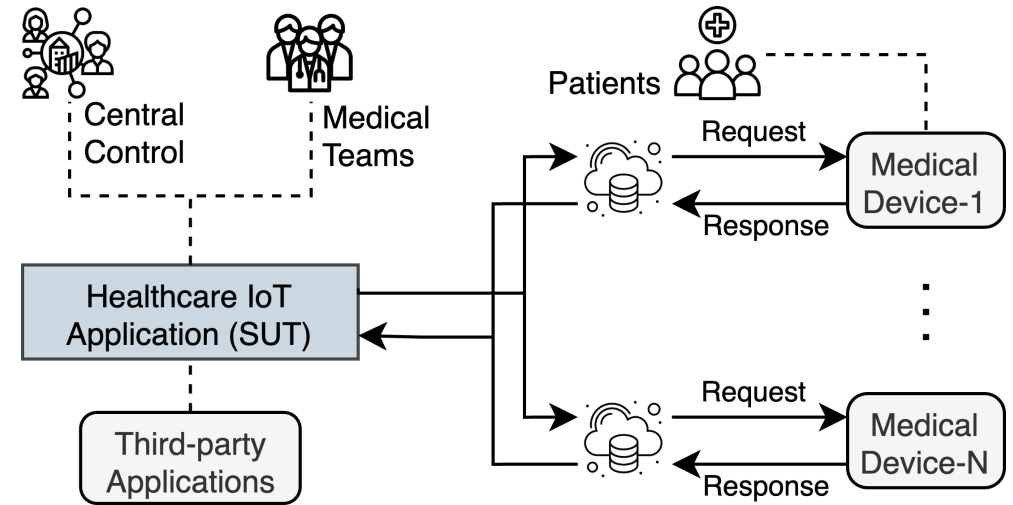 Central
Control
Medical
Teams
Patients
Request
Medical
Device-1
Response
Healthcare IoT
Application (SUT)
Third-party
Applications
Request
Medical
Device-N
Response